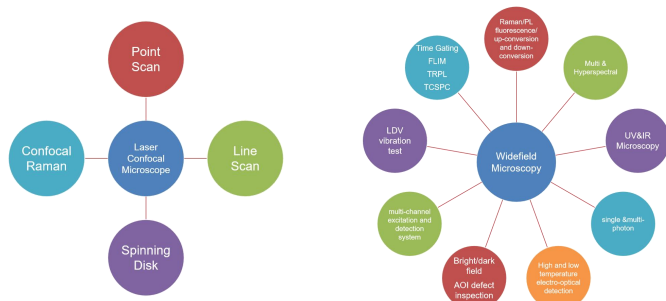 Point
Scan
Confocal
Raman
Laser
Confocal
Microscope
Line
Scan
Spinning
Disk
Raman/PL
fluorescence/
up-conversion
and down-
conversion
Time Gating
FLIM
TRPL
TCSPC
Multi &
Hyperspectral
LDV
vibration
test
Widefield
Microscopy
UV&IR
Microscopy
multi-channel
excitation and
detection
system
single &multi-
photon
Bright/dark
field
AOI defect
inspection
High and low
temperature
electro-optical
detection